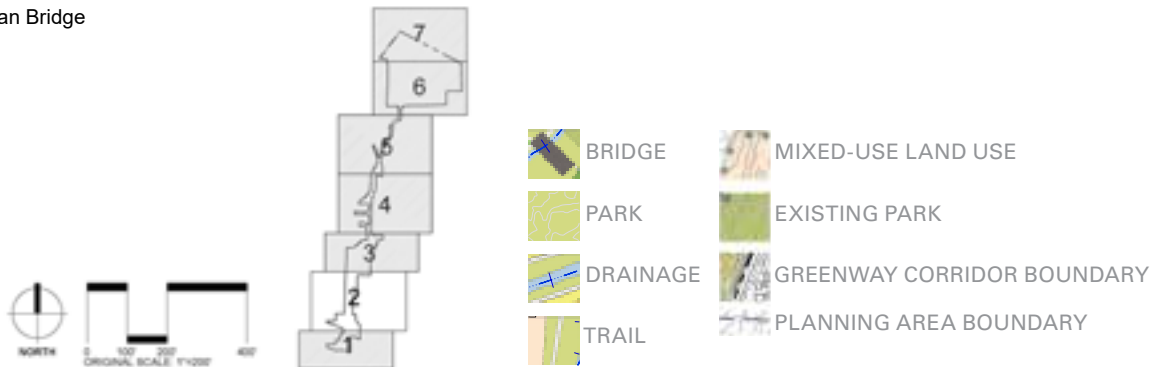 an Bridge
7
6
5
4
3
2
1
NORTH
0 100' 200' 400'
ORIGINAL SCALE: 1"=200'
BRIDGE
PARK
DRAINAGE
TRAIL
MIXED-USE LAND USE
EXISTING PARK
GREENWAY CORRIDOR BOUNDARY
PLANNING AREA BOUNDARY